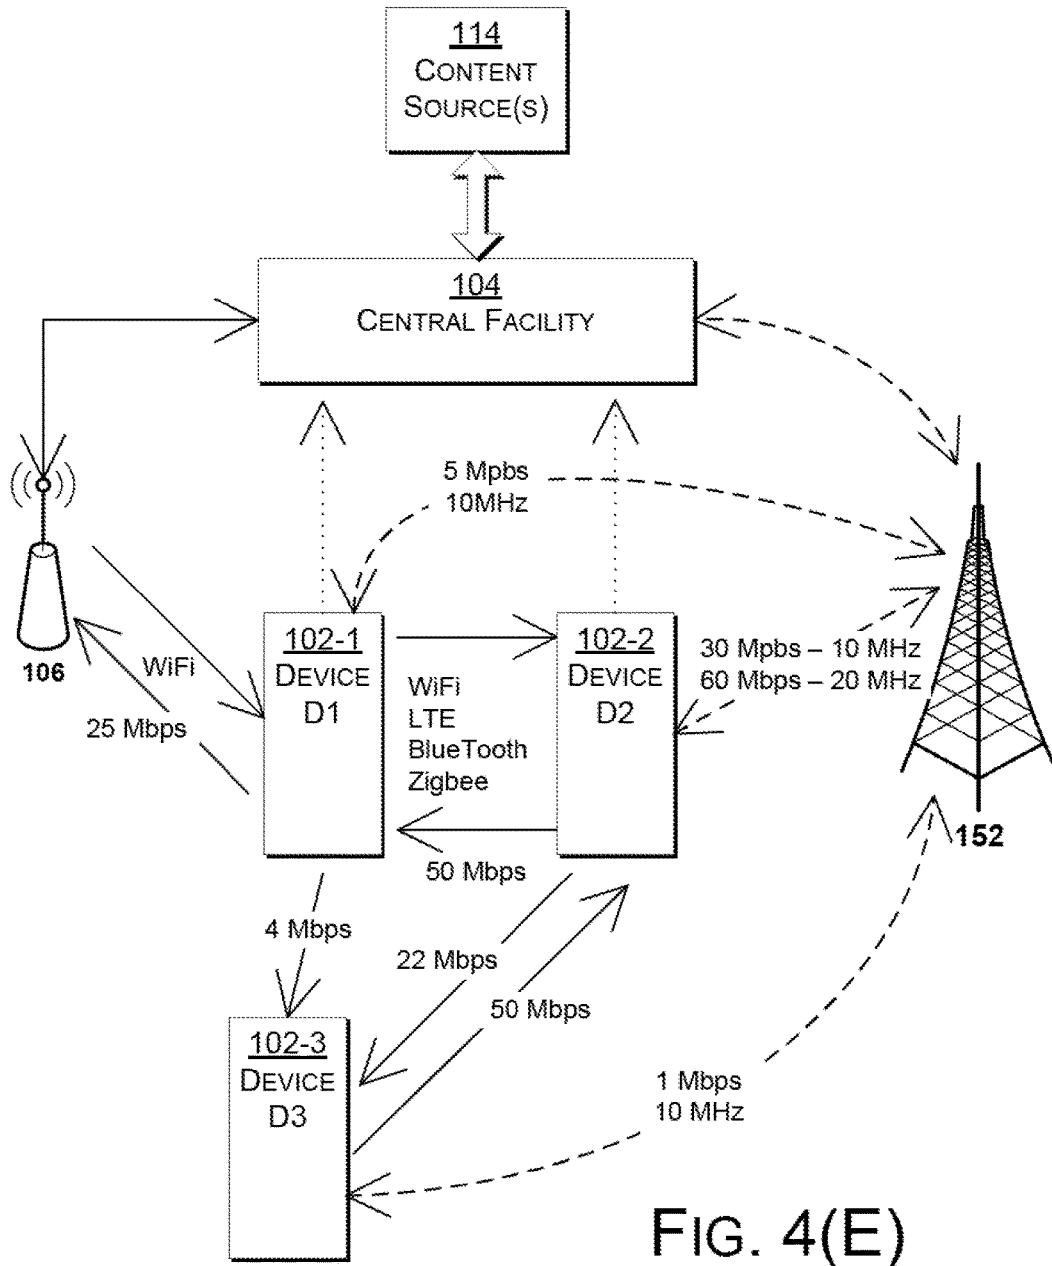 114
CONTENT
SOURCE(S)
104
CENTRAL FACILITY
5 Mpbs
10MHz
106
WiFi
25 Mbps
102-1
DEVICE
D1
WiFi
LTE
BlueTooth
Zigbee
50 Mbps
102-2
DEVICE
D2
30 Mpbs – 10 MHz
60 Mbps – 20 MHz
152
4 Mbps
22 Mbps
50 Mbps
102-3
DEVICE
D3
1 Mbps
10 MHz
FIG. 4(E)